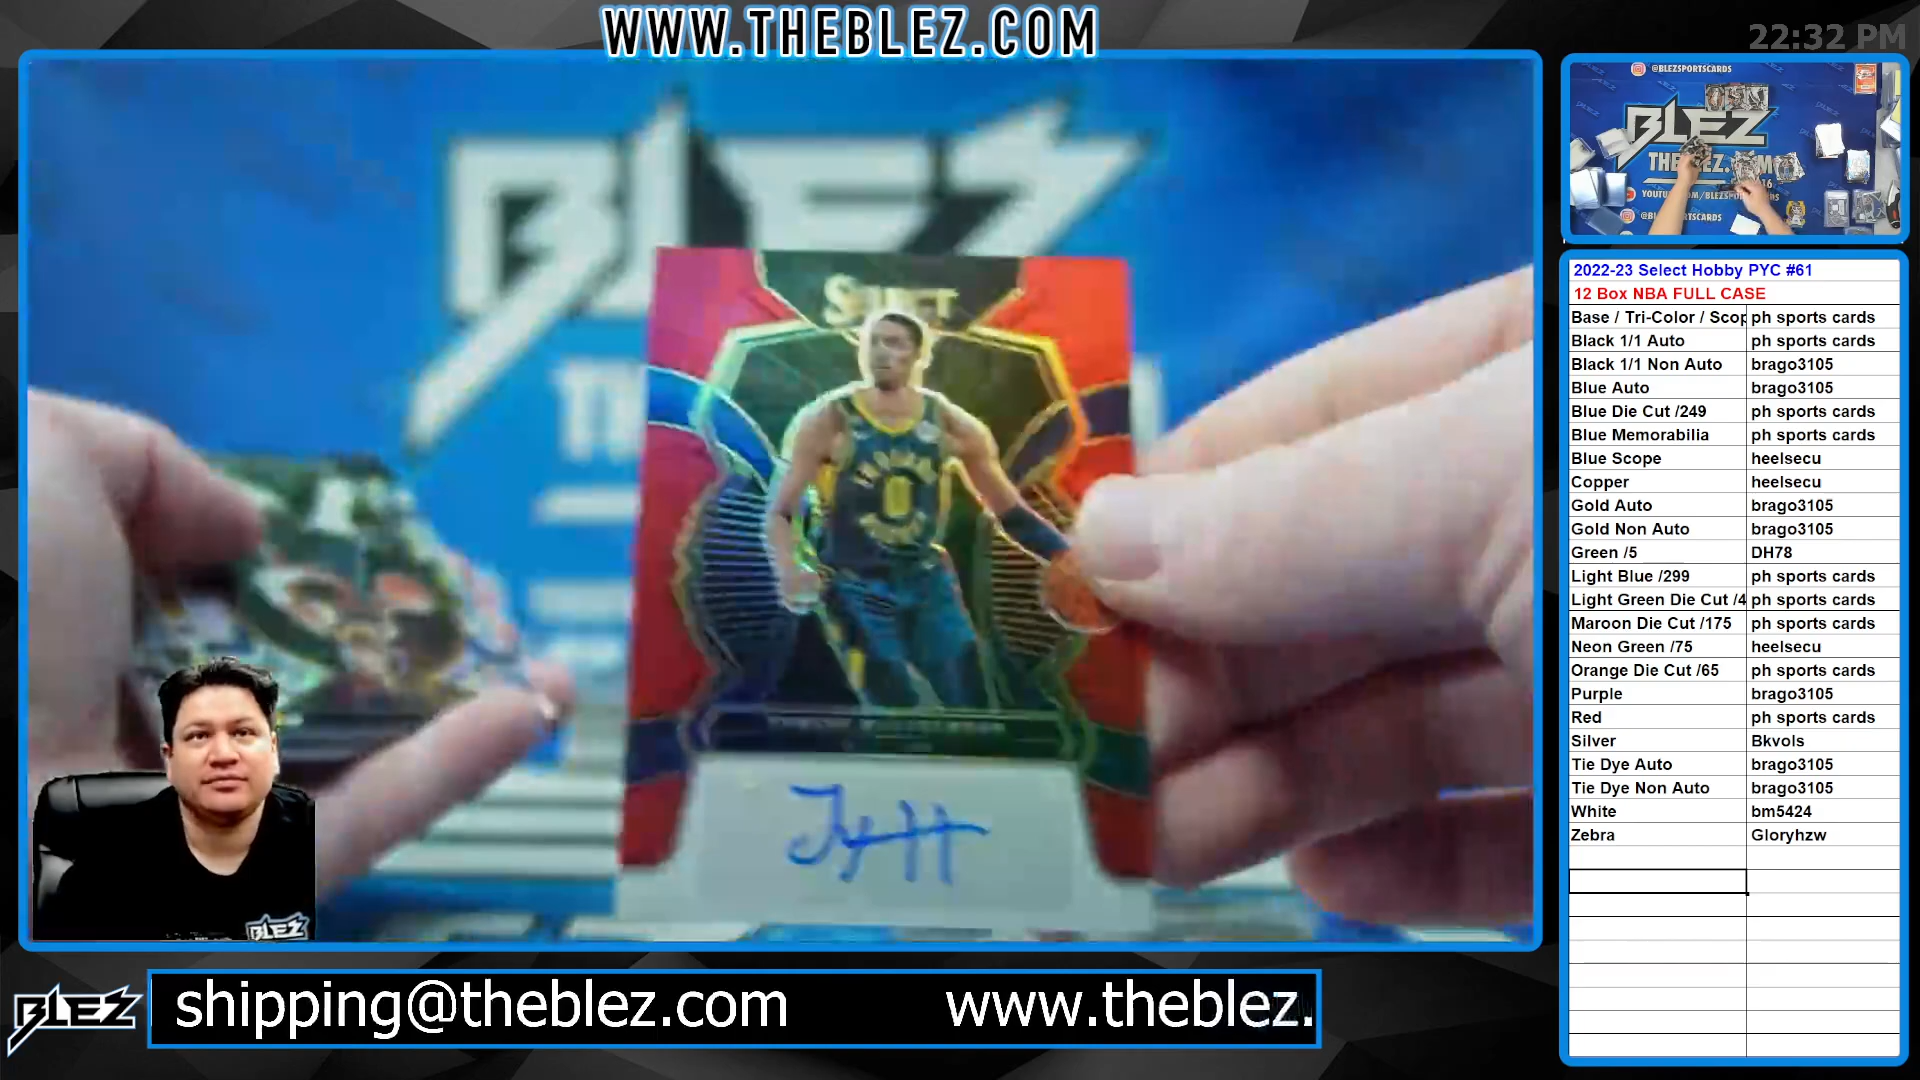 WWW.THEBLEZ.COM
22:32 PM
BLEZ
SELECT
0
@BLEZSPORTSCARDS
BLEZ
2022-23 Select Hobby PYC #61
12 Box NBA FULL CASE
Base / Tri-Color / Scop ph sports cards
Black 1/1 Auto ph sports cards
Black 1/1 Non Auto brago3105
Blue Auto brago3105
Blue Die Cut /249 ph sports cards
Blue Memorabilia ph sports cards
Blue Scope heelsecu
Copper heelsecu
Gold Auto brago3105
Gold Non Auto brago3105
Green /5 DH78
Light Blue /299 ph sports cards
Light Green Die Cut /4 ph sports cards
Maroon Die Cut /175 ph sports cards
Neon Green /75 heelsecu
Orange Die Cut /65 ph sports cards
Purple brago3105
Red ph sports cards
Silver Bkvols
Tie Dye Auto brago3105
Tie Dye Non Auto brago3105
White bm5424
Zebra Gloryhzw
BLEZ
BLEZ
shipping@theblez.com www.theblez.